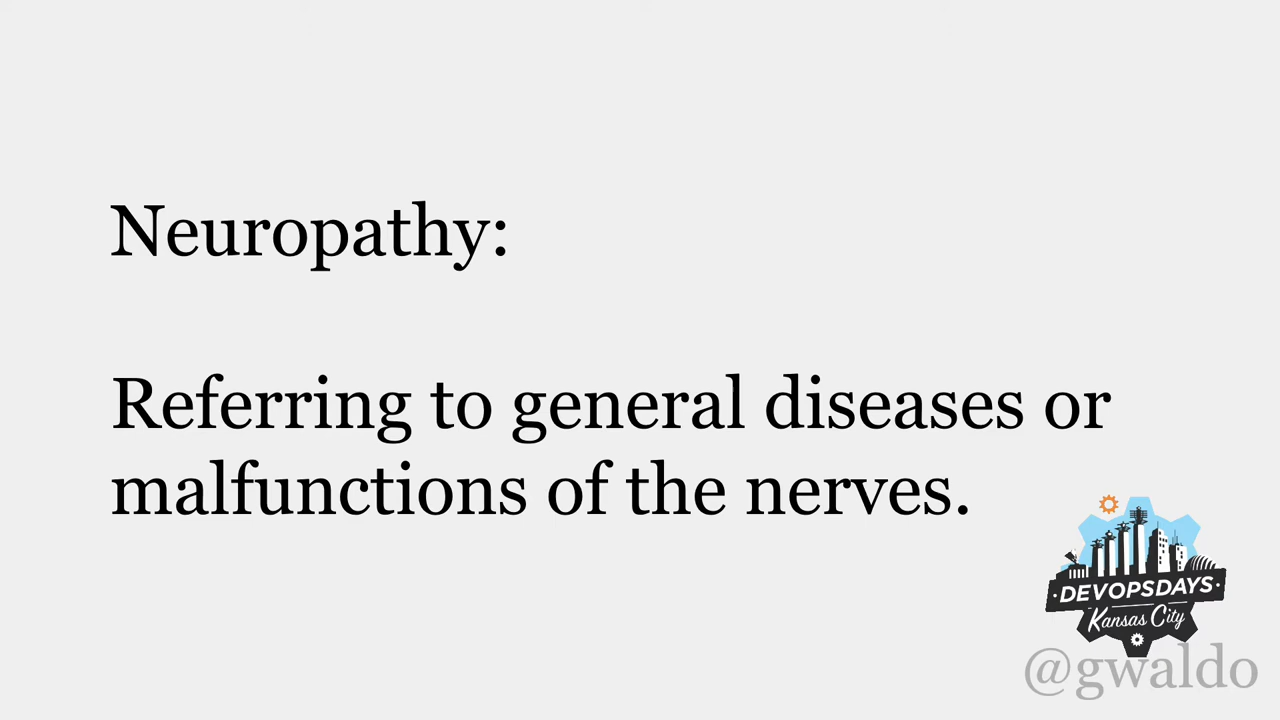 Neuropathy:
Referring to general diseases or
malfunctions of the nerves.
DEVOPSDAYS
Kansas City
@gwaldo